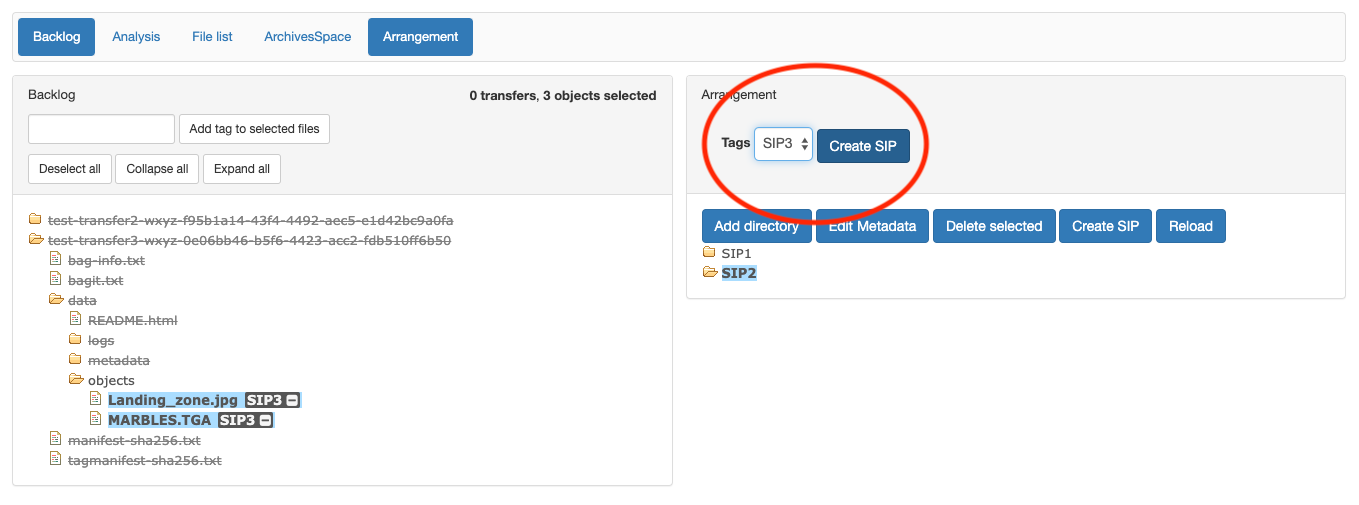 Backlog Analysis File list ArchivesSpace Arrangement
Backlog 0 transfers, 3 objects selected
Add tag to selected files
Deselect all Collapse all Expand all
test-transfer2-wxyz-f95b1a14-43f4-4492-aec5-e1d42bc9a0fa
test-transfer3-wxyz-0e06bb46-b5f6-4423-acc2-fdb510ff6b50
bag-info.txt
bagit.txt
data
README.html
logs
metadata
objects
Landing_zone.jpg SIP3
MARBLES.TGA SIP3
manifest-sha256.txt
tagmanifest-sha256.txt
Arrangement
Tags SIP3 Create SIP
Add directory Edit Metadata Delete selected Create SIP Reload
SIP1
SIP2